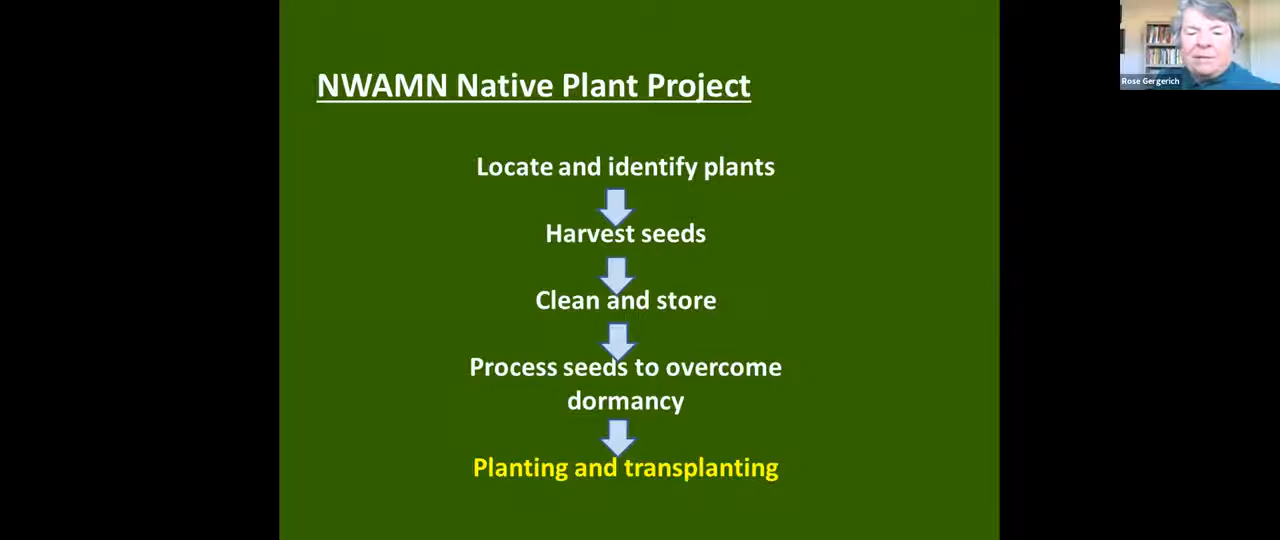 NWAMN Native Plant Project
Rose Gergerich
Locate and identify plants
Harvest seeds
Clean and store
Process seeds to overcome
dormancy
Planting and transplanting